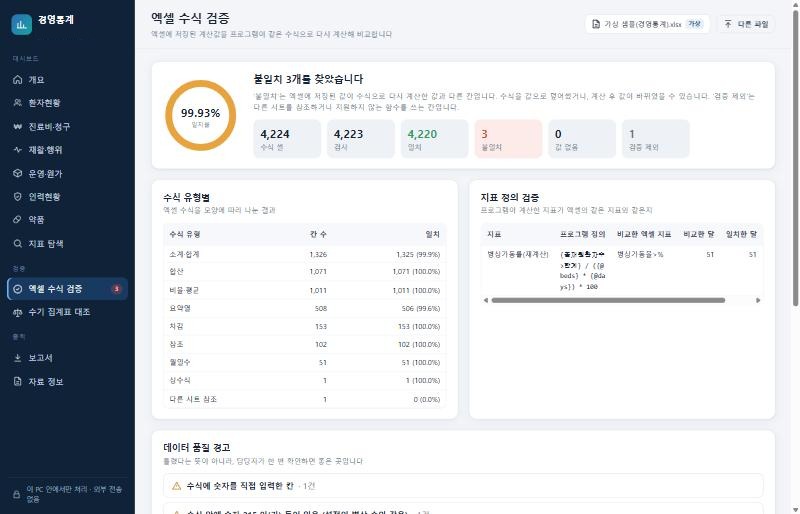 경영통계
대시보드
개요
환자현황
진료비·청구
재활·행위
운영·원가
인력현황
약품
지표 탐색
검증
엑셀 수식 검증 3
수기 집계표 대조
출력
보고서
자료 정보
이 PC 안에서만 처리 · 외부 전송
없음
엑셀 수식 검증
엑셀에 저장된 계산값을 프로그램이 같은 수식으로 다시 계산해 비교합니다
가상 샘플(경영통계).xlsx 가상
다른 파일
99.93%
일치율
불일치 3개를 찾았습니다
'불일치'는 엑셀에 저장된 값이 수식으로 다시 계산한 값과 다른 칸입니다. 수식을 값으로 덮어썼거나, 계산 후 값이 바뀌었을 수 있습니다. '검증 제외'는
다른 시트를 참조하거나 지원하지 않는 함수를 쓰는 칸입니다.
4,224 4,223 4,220 3 0 1
수식 셀 검사 일치 불일치 값 없음 검증 제외
수식 유형별
엑셀 수식을 모양에 따라 나눈 결과
수식 유형 칸 수 일치
소계·합계 1,326 1,325 (99.9%)
합산 1,071 1,071 (100.0%)
비율·평균 1,011 1,011 (100.0%)
요약열 508 506 (99.6%)
차감 153 153 (100.0%)
참조 102 102 (100.0%)
월일수 51 51 (100.0%)
상수식 1 1 (100.0%)
다른 시트 참조 1 0 (0.0%)
지표 정의 검증
프로그램이 계산한 지표가 엑셀의 같은 지표와 같은지
지표 프로그램 정의 비교한 엑셀 지표 비교한 달 일치한 달
병상가동률(재계산) 병상가동율>% 51 51
} / ({@
beds} * {@da
ys}) * 100
데이터 품질 경고
틀렸다는 뜻이 아니라, 담당자가 한 번 확인하면 좋은 곳입니다
수식에 숫자를 직접 입력한 칸 · 1건